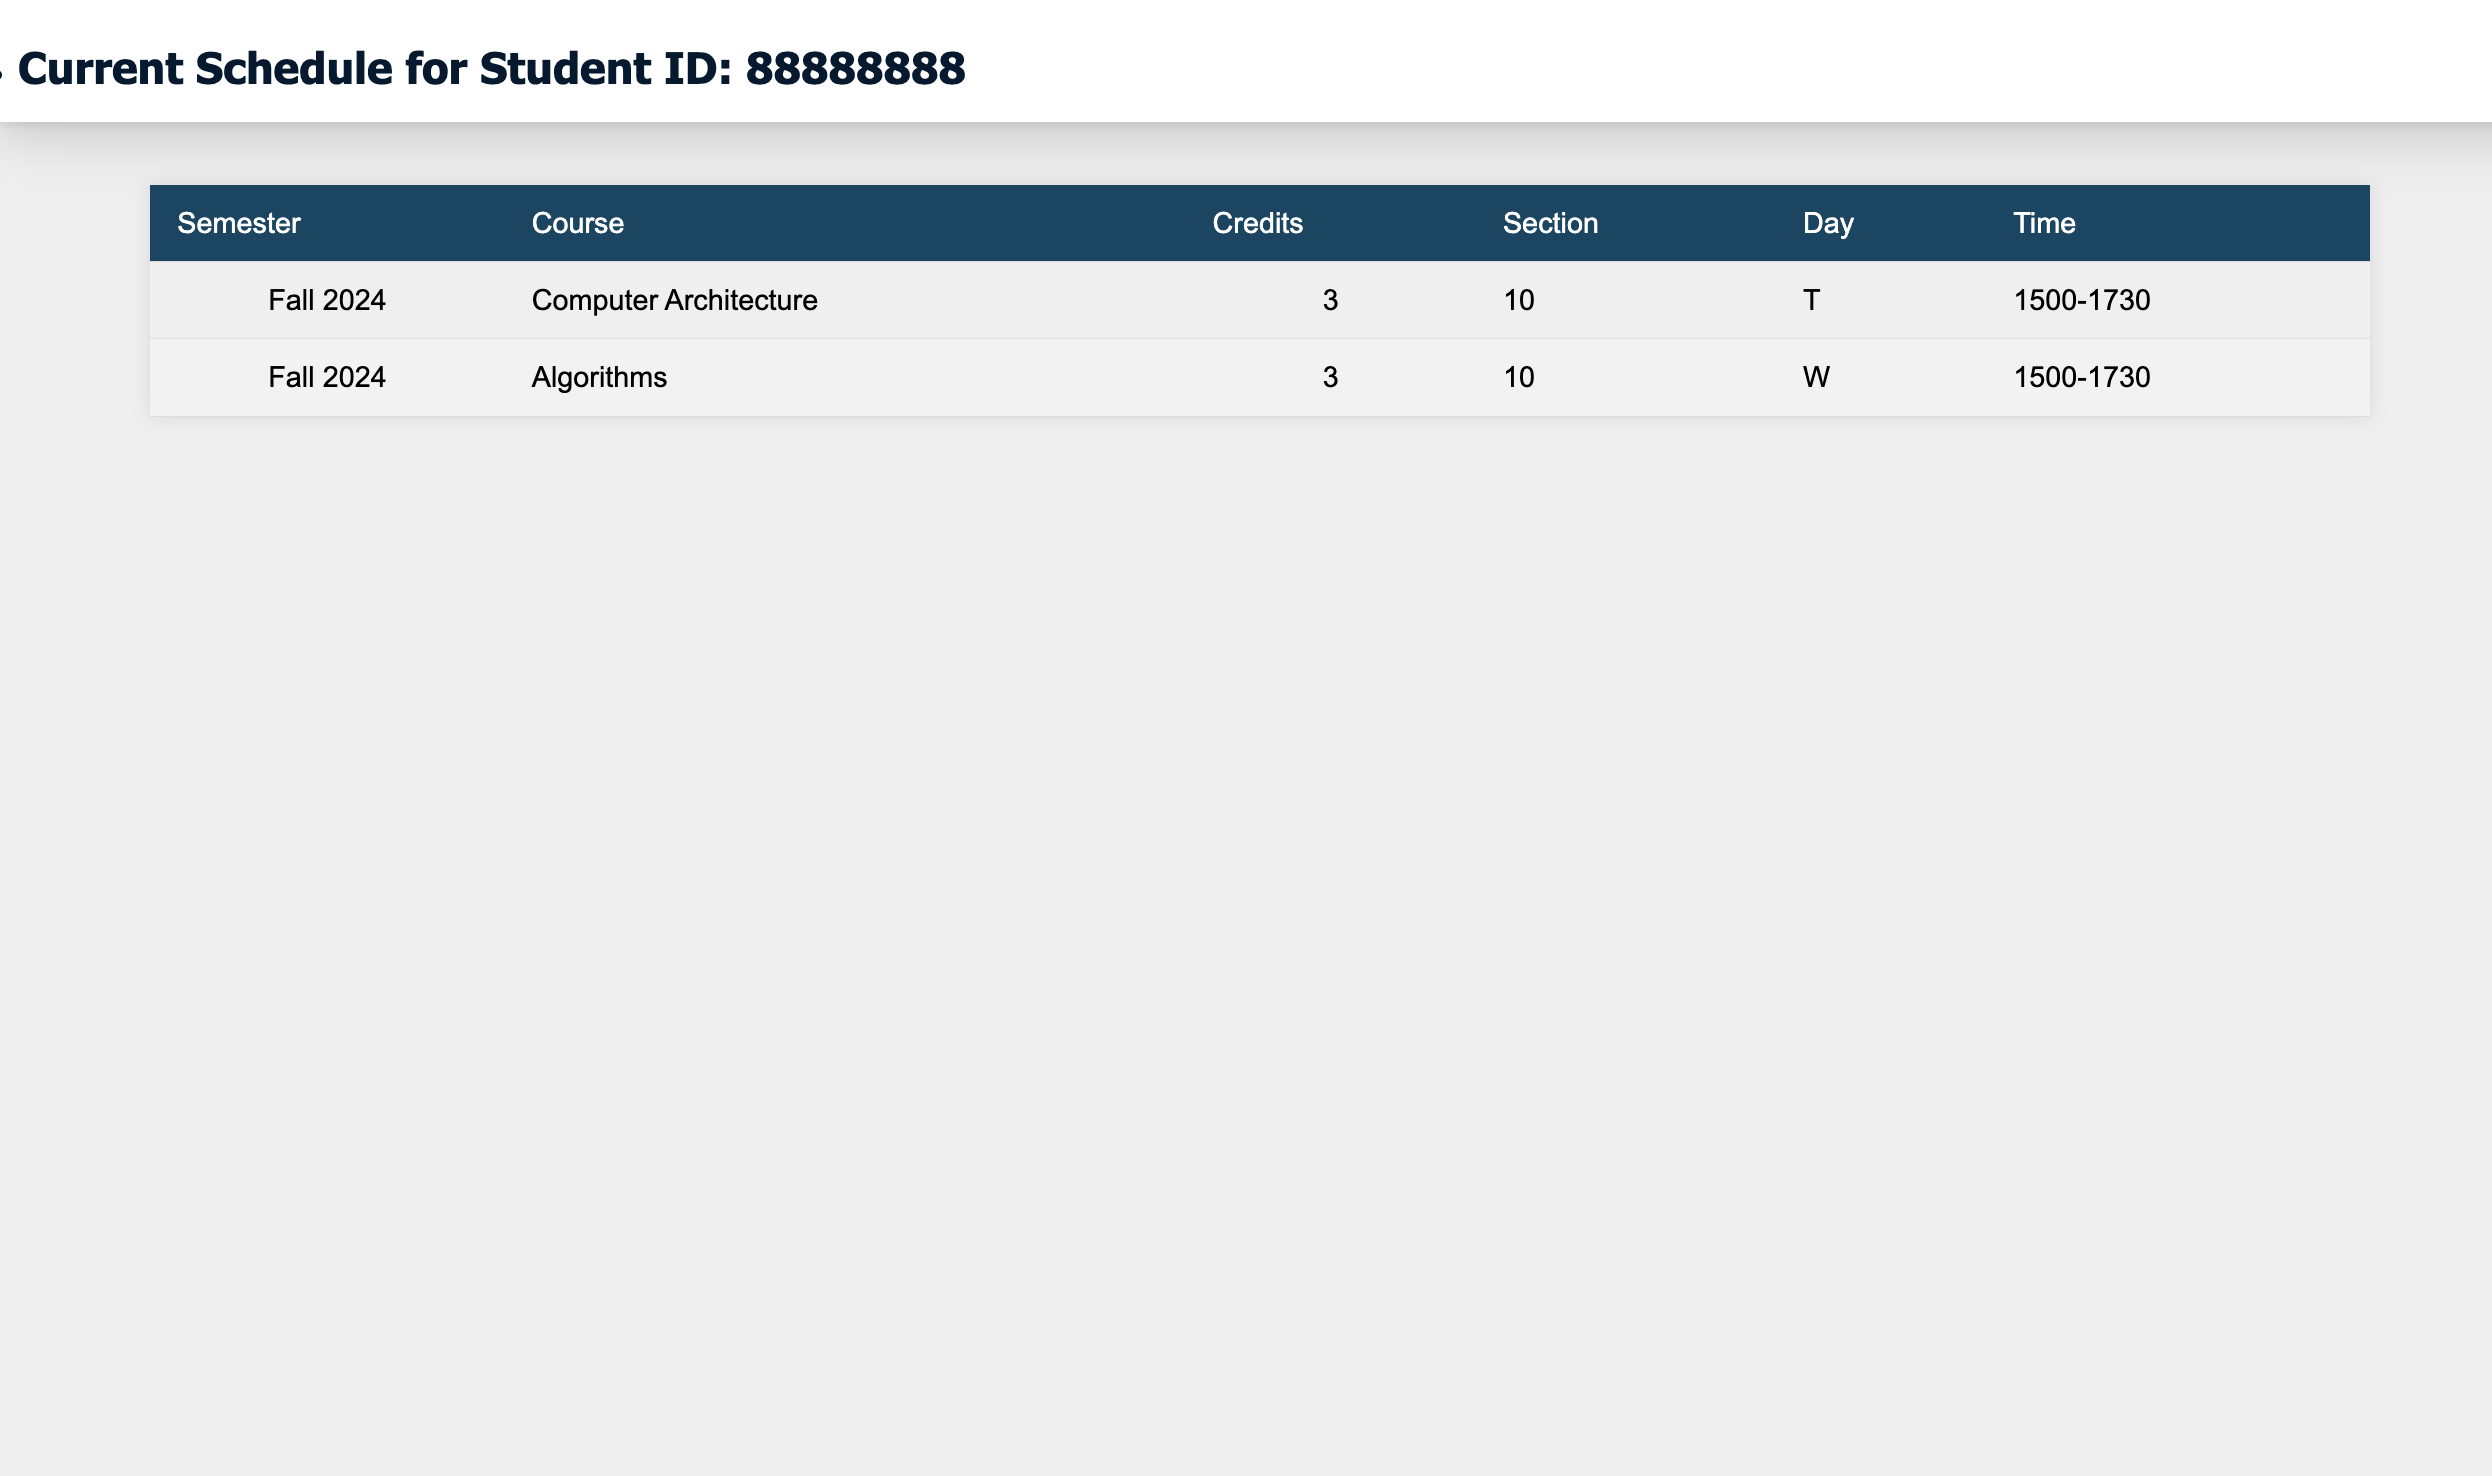 Current Schedule for Student ID: 88888888
Semester Course Credits Section Day Time
Fall 2024 Computer Architecture 3 10 T 1500-1730
Fall 2024 Algorithms 3 10 W 1500-1730